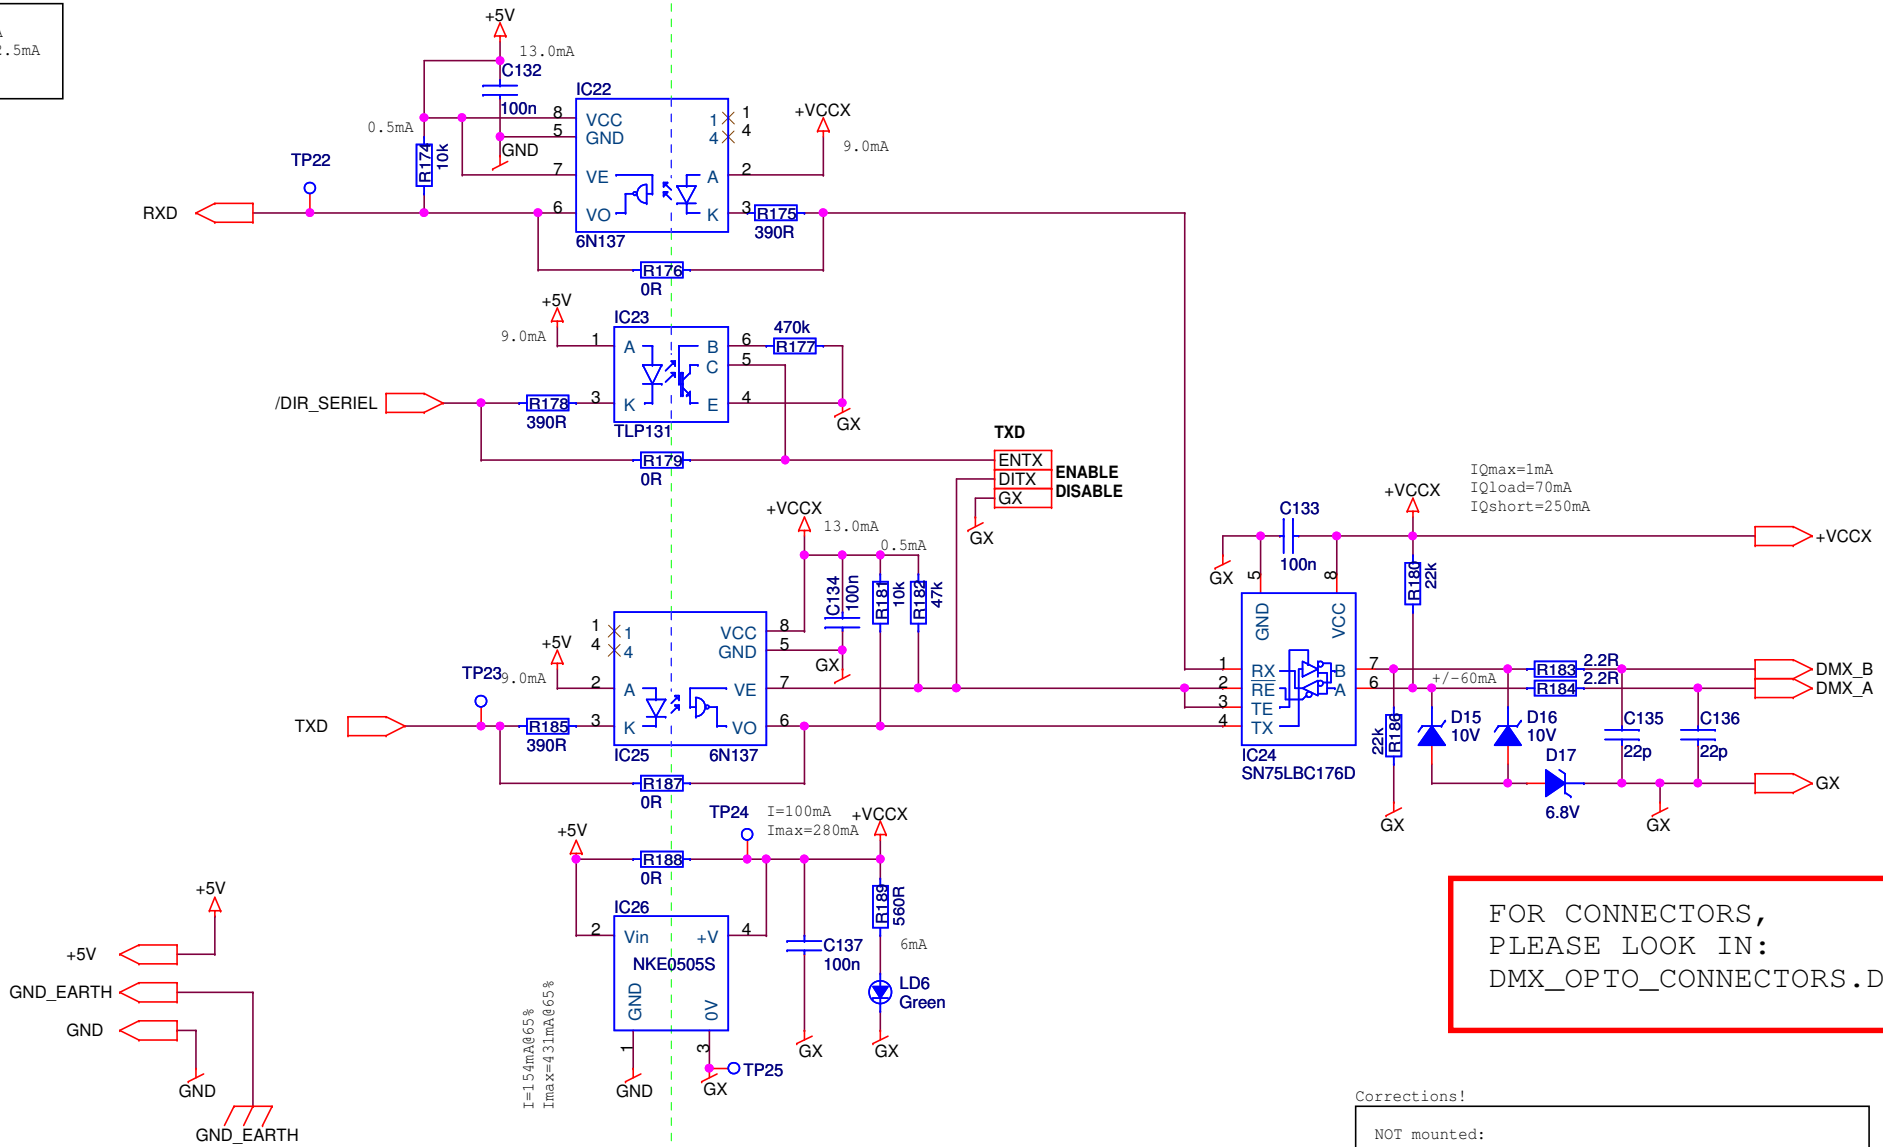 2.5mA
+5V
13.0mA
C132
100n
IC22
8
VCC
1
1
5
GND
4
4
+VCCX
9.0mA
0.5mA
R174
10k
GND
TP22
7
VE
A
2
RXD
6
VO
K
3
R175
390R
6N137
R176
0R
+5V
IC23
9.0mA
1
A
B
6
470k
R177
C
5
/DIR_SERIEL
R178
390R
3
K
E
4
GX
TLP131
R179
0R
TXD
ENTX
DITX
GX
ENABLE
DISABLE
GX
+VCCX
13.0mA
0.5mA
C134
100n
R181
10k
R182
47k
1
1
4
4
VCC
8
GND
5
GX
+5V
TP23
9.0mA
2
A
VE
7
TXD
R185
390R
3
K
VO
6
IC25
6N137
R187
0R
IQmax=1mA
IQload=70mA
IQshort=250mA
+VCCX
C133
100n
GX
5
8
R180
22k
+VCCX
GND
VCC
1
RX
B
7
2
RE
A
6
3
TE
4
TX
IC24
SN75LBC176D
+/-60mA
R183
2.2R
R184
2.2R
DMX_B
DMX_A
22k
R186
D15
10V
D16
10V
D17
6.8V
C135
22p
C136
22p
GX
GX
GX
TP24
I=100mA
Imax=280mA
+VCCX
+5V
R188
0R
IC26
2
Vin
+V
4
NKE0505S
GND
0V
1
3
GND
GX
TP25
C137
100n
GX
R189
560R
6mA
LD6
Green
GX
I=154mA@65%
Imax=431mA@65%
+5V
+5V
GND_EARTH
GND
GND
GND_EARTH
FOR CONNECTORS,
PLEASE LOOK IN:
DMX_OPTO_CONNECTORS.D
Corrections!
NOT mounted: